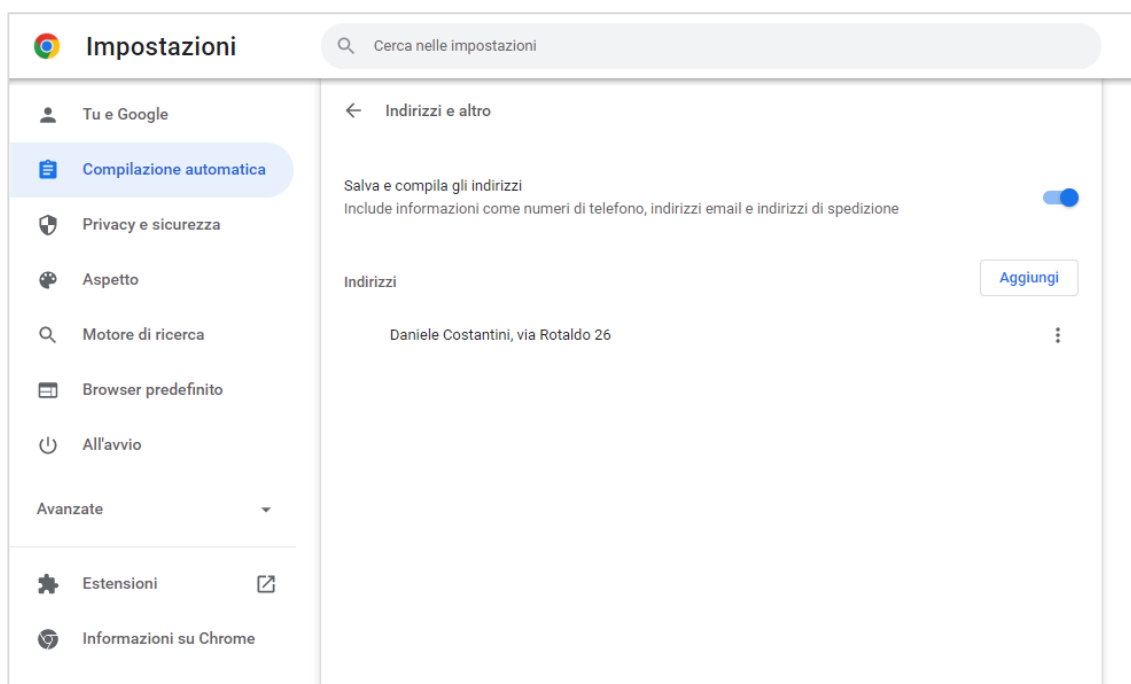 Impostazioni
Cerca nelle impostazioni
Tu e Google
Compilazione automatica
Privacy e sicurezza
Aspetto
Motore di ricerca
Browser predefinito
All'avvio
Avanzate
Estensioni
Informazioni su Chrome
Indirizzi e altro
Salva e compila gli indirizzi
Include informazioni come numeri di telefono, indirizzi email e indirizzi di spedizione
Indirizzi
Aggiungi
Daniele Costantini, via Rotaldo 26